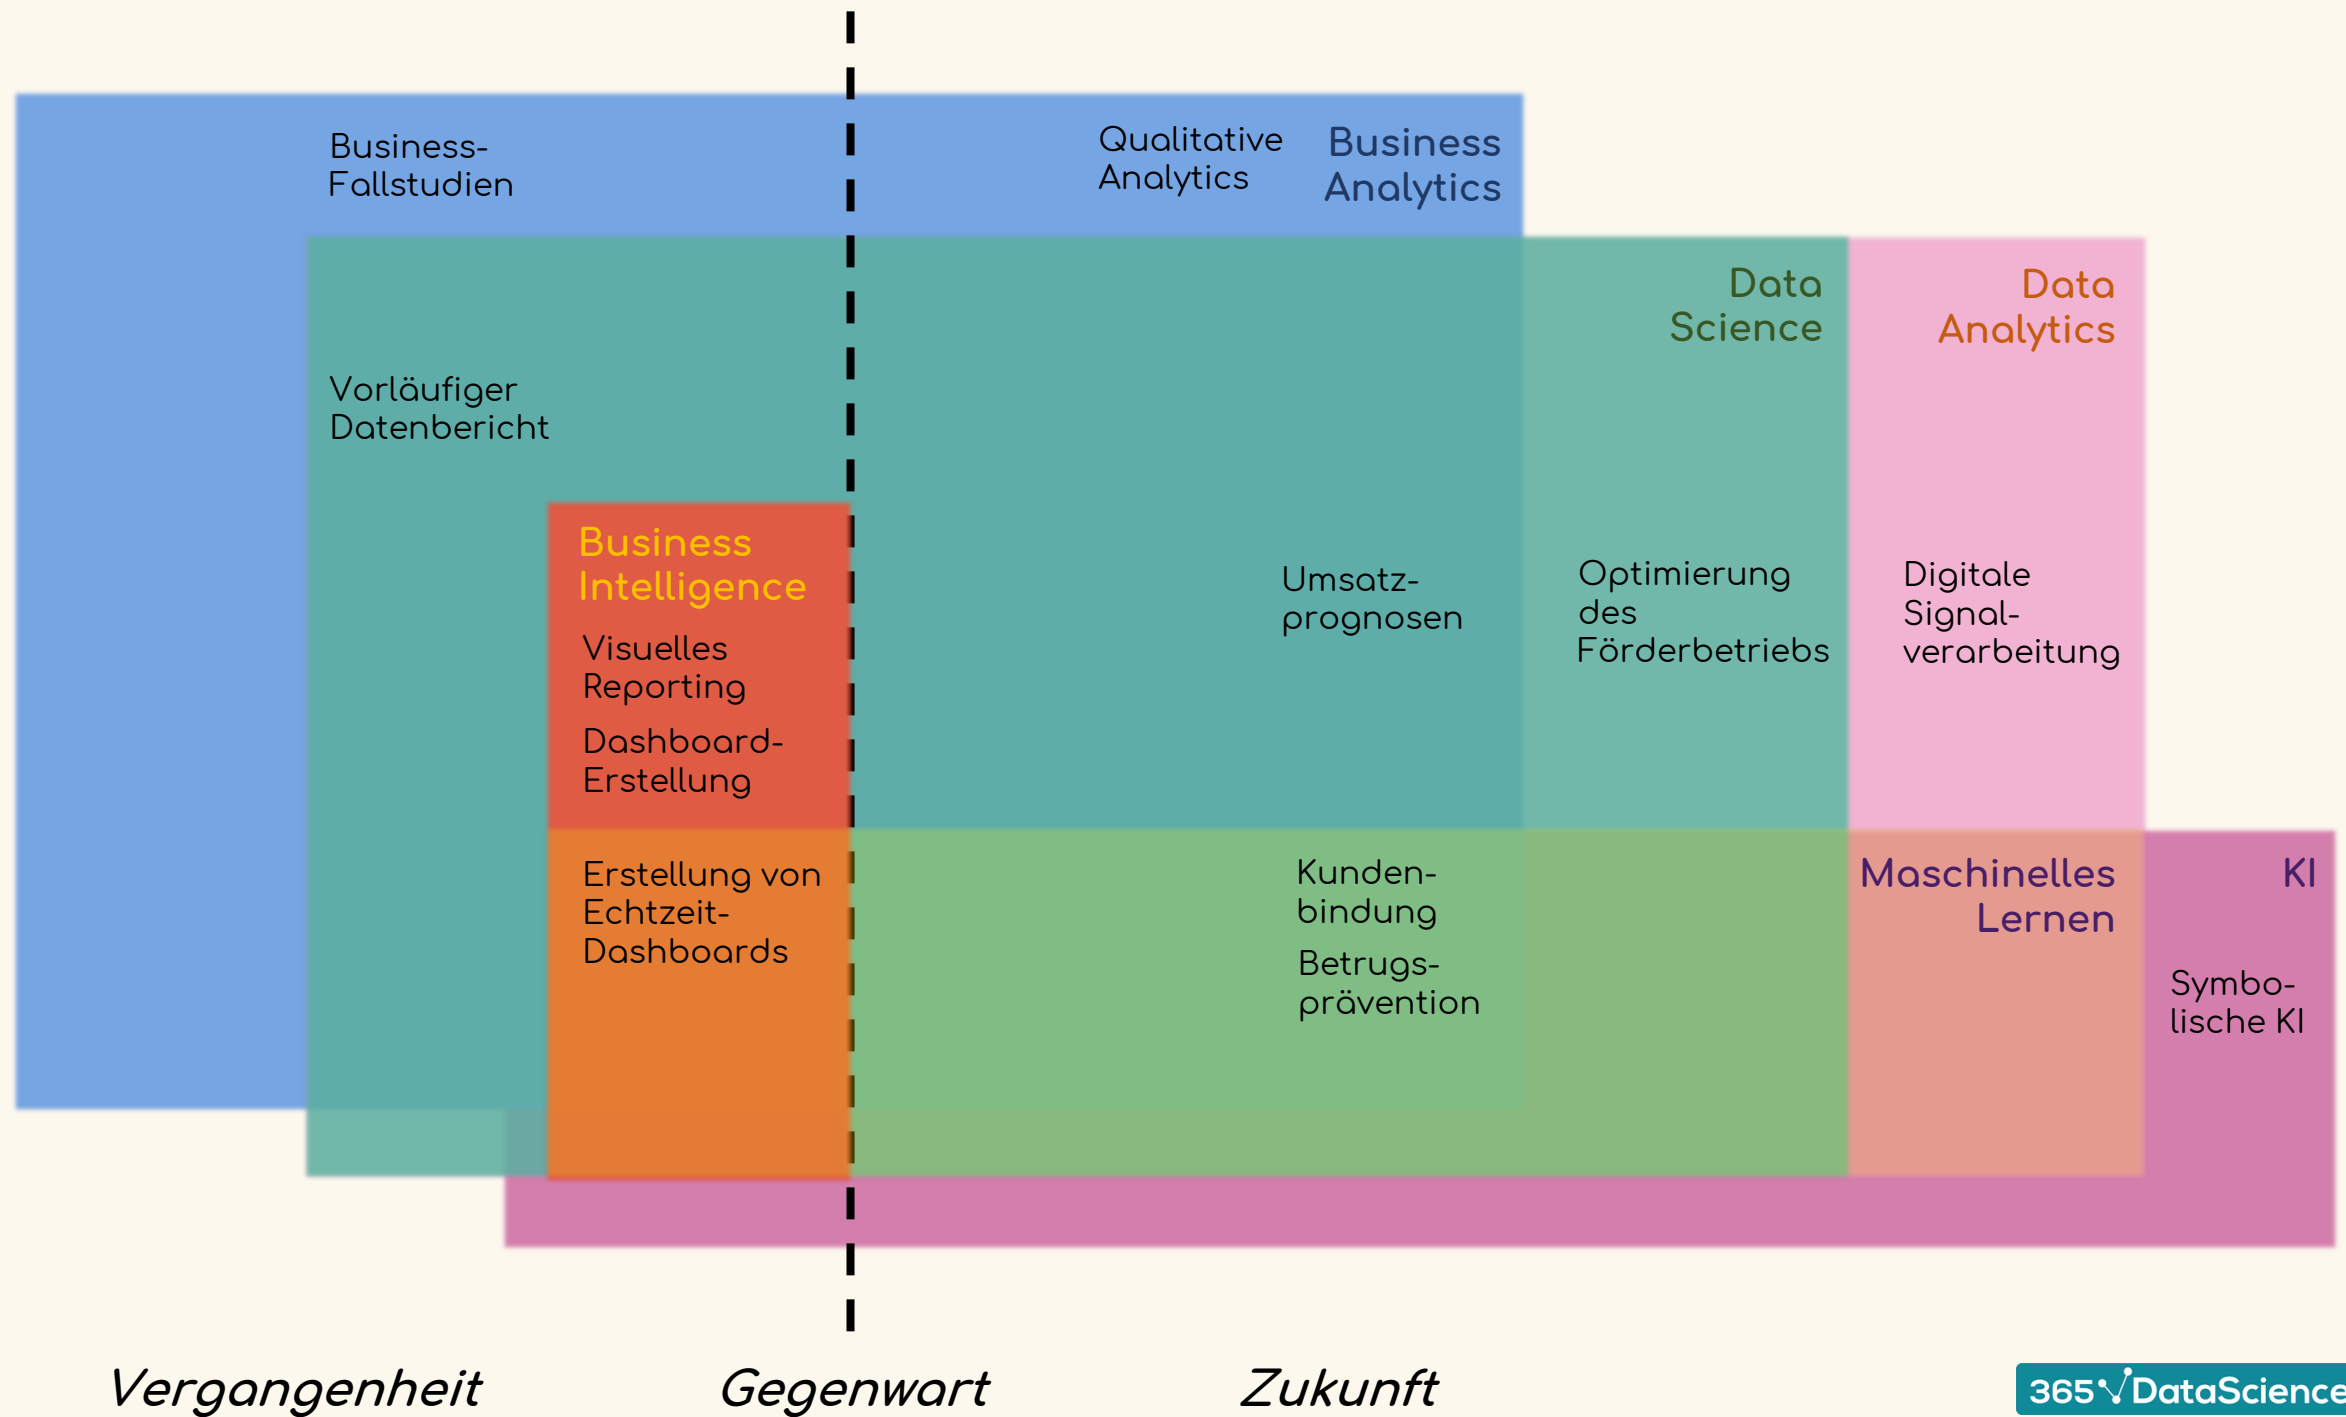 Business-
Fallstudien
Qualitative
Analytics
Business
Analytics
Data
Science
Data
Analytics
Vorläufiger
Datenbericht
Business
Intelligence
Visuelles
Reporting
Dashboard-
Erstellung
Umsatz-
prognosen
Optimierung
des
Förderbetriebs
Digitale
Signal-
verarbeitung
Erstellung von
Echtzeit-
Dashboards
Kunden-
bindung
Betrugs-
prävention
Maschinelles
Lernen
KI
Symbo-
lische KI
Vergangenheit
Gegenwart
Zukunft
365 DataScience